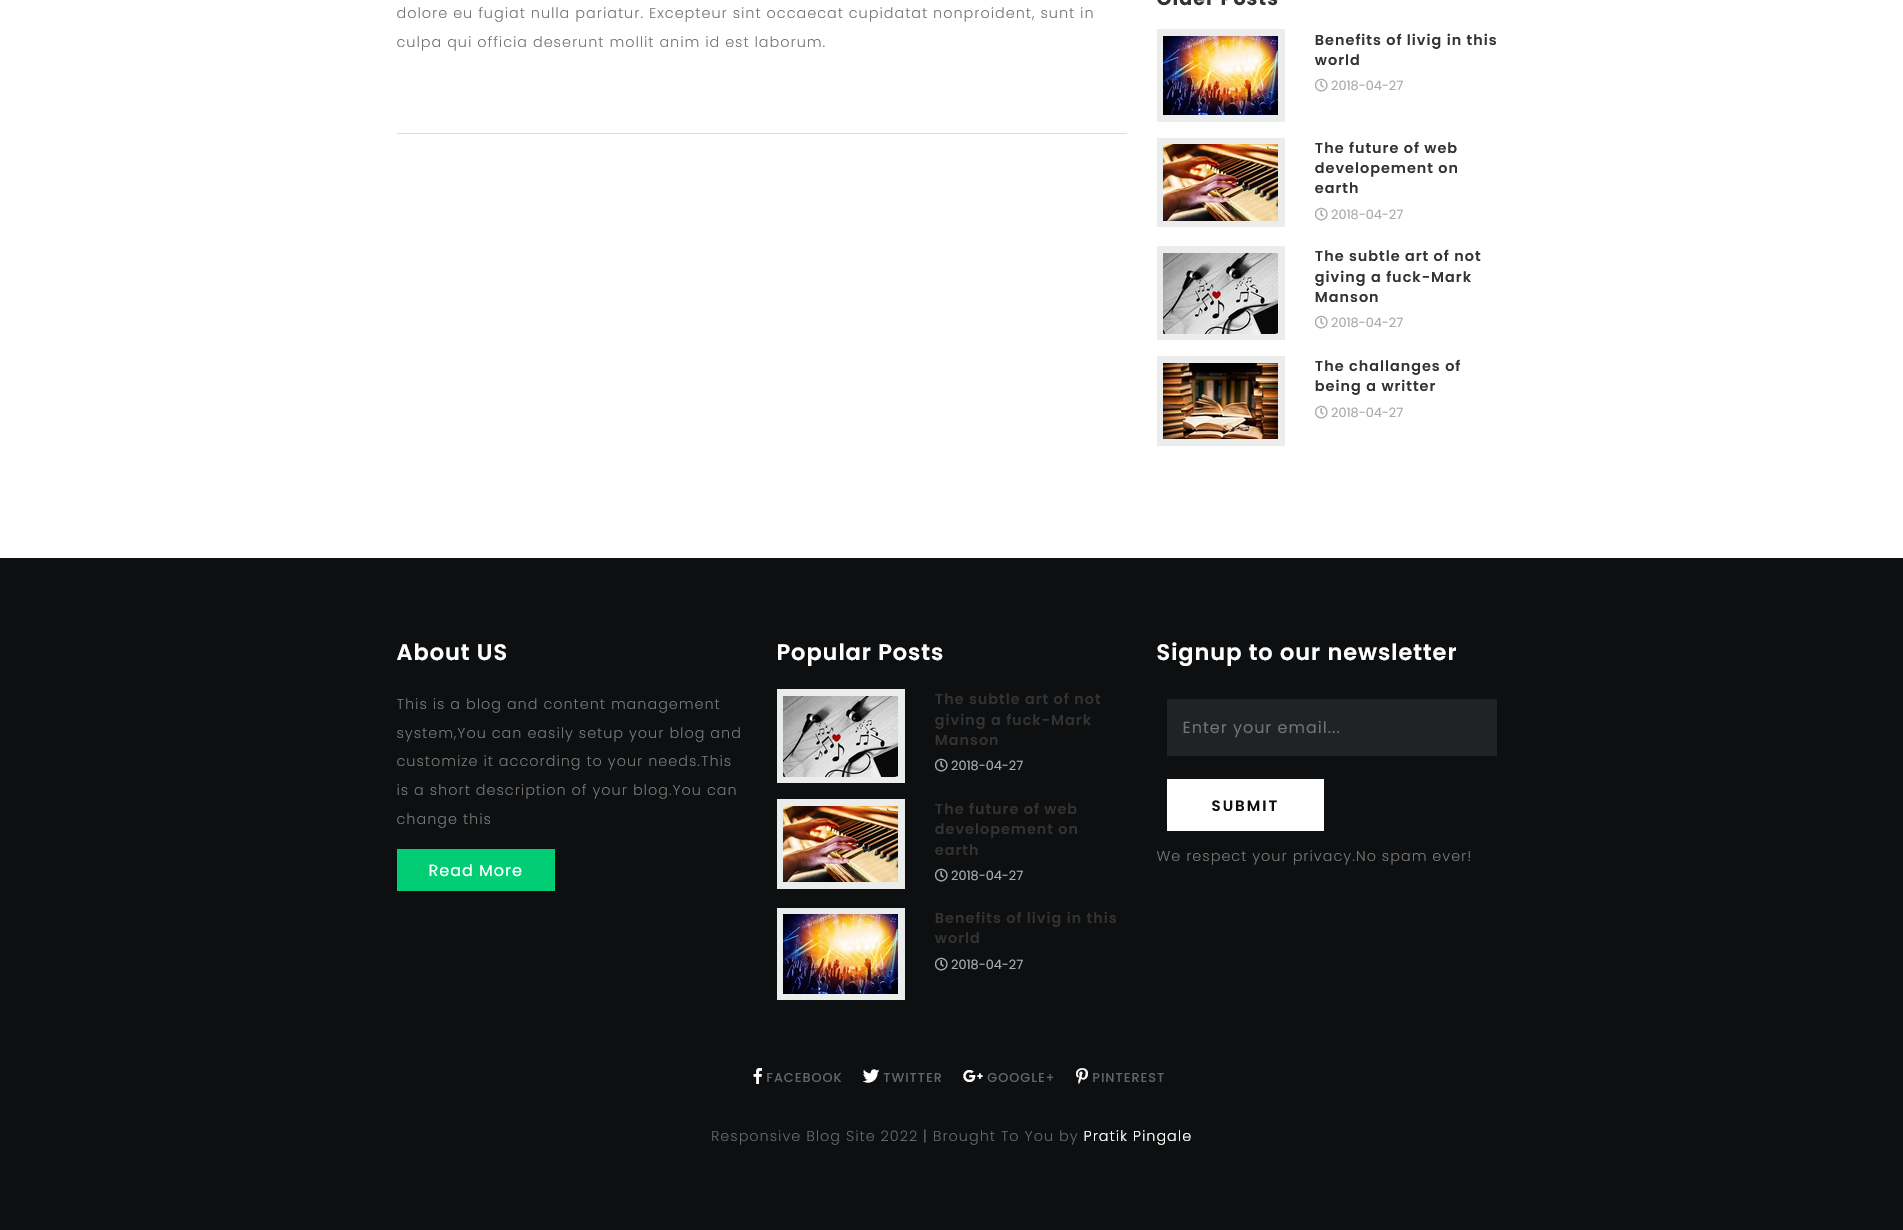 dolore eu fugiat nulla pariatur. Excepteur sint occaecat cupidatat nonproident, sunt in
culpa qui officia deserunt mollit anim id est laborum.
Older Posts
Benefits of livig in this
world
2018-04-27
The future of web
developement on
earth
2018-04-27
The subtle art of not
giving a fuck-Mark
Manson
2018-04-27
The challanges of
being a writter
2018-04-27
About US
This is a blog and content management
system,You can easily setup your blog and
customize it according to your needs.This
is a short description of your blog.You can
change this
Read More
Popular Posts
The subtle art of not
giving a fuck-Mark
Manson
2018-04-27
The future of web
developement on
earth
2018-04-27
Benefits of livig in this
world
2018-04-27
Signup to our newsletter
Enter your email...
SUBMIT
We respect your privacy.No spam ever!
FACEBOOK TWITTER GOOGLE+ PINTEREST
Responsive Blog Site 2022 | Brought To You by Pratik Pingale